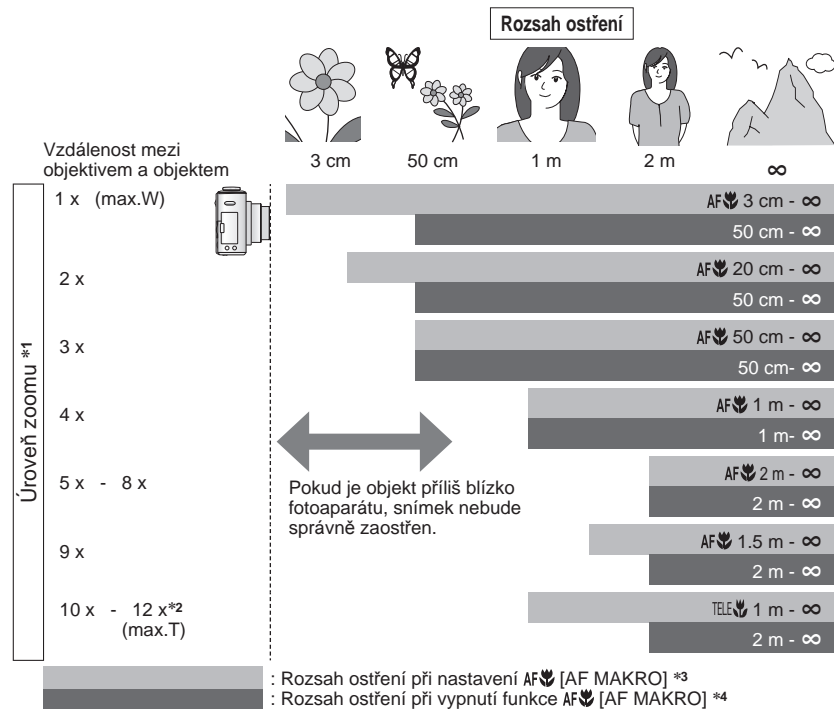 Rozsah ostření
Vzdálenost mezi
objektivem a objektem
3 cm 50 cm 1 m 2 m ∞
Úroveň zoomu *1
1 x (max.W)
AF 3 cm - ∞
50 cm - ∞
2 x
AF 20 cm - ∞
50 cm - ∞
3 x
AF 50 cm - ∞
50 cm- ∞
4 x
AF 1 m - ∞
1 m- ∞
5 x - 8 x
AF 2 m - ∞
2 m - ∞
Pokud je objekt příliš blízko
fotoaparátu, snímek nebude
správně zaostřen.
9 x
AF 1.5 m - ∞
2 m - ∞
10 x - 12 x*2
(max.T)
TELE 1 m - ∞
2 m - ∞
: Rozsah ostření při nastavení AF [AF MAKRO] *3
: Rozsah ostření při vypnutí funkce AF [AF MAKRO] *4